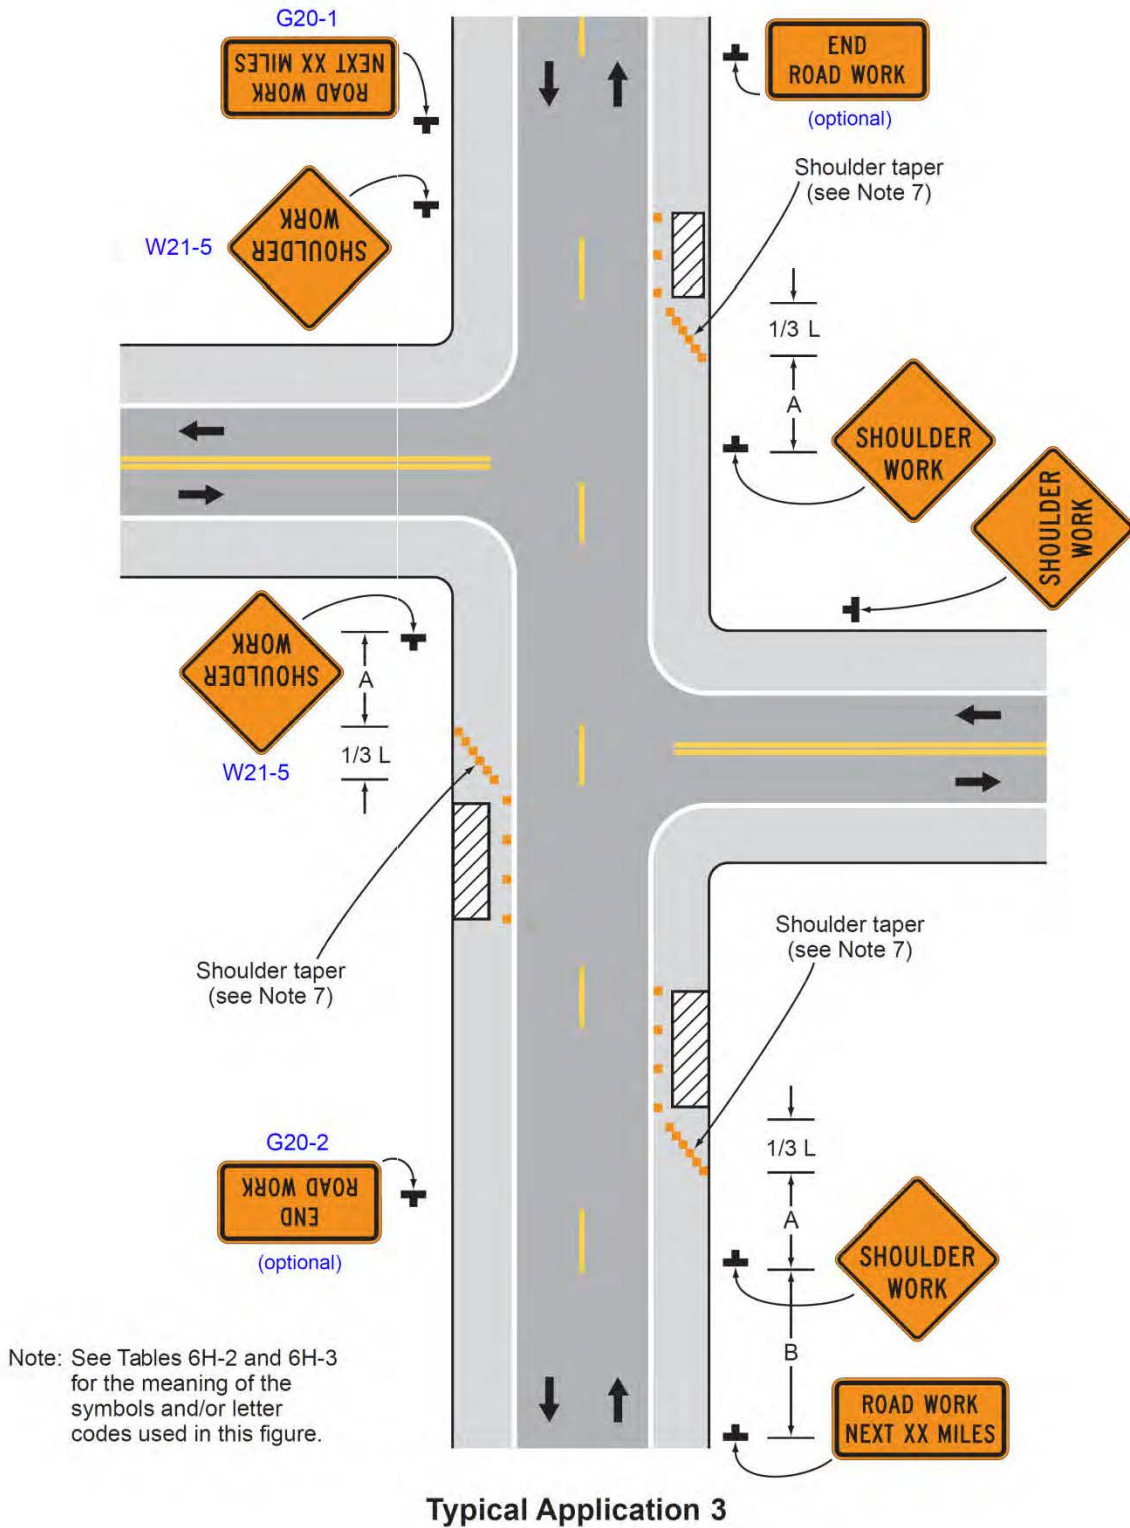 G20-1
ROAD WORK
NEXT XX MILES
END
ROAD WORK
(optional)
Shoulder taper
(see Note 7)
SHOULDER
WORK
W21-5
1/3 L
A
SHOULDER
WORK
SHOULDER
WORK
SHOULDER
WORK
A
1/3 L
W21-5
Shoulder taper
(see Note 7)
Shoulder taper
(see Note 7)
G20-2
END
ROAD WORK
(optional)
1/3 L
A
SHOULDER
WORK
B
Note: See Tables 6H-2 and 6H-3
for the meaning of the
symbols and/or letter
codes used in this figure.
ROAD WORK
NEXT XX MILES
Typical Application 3